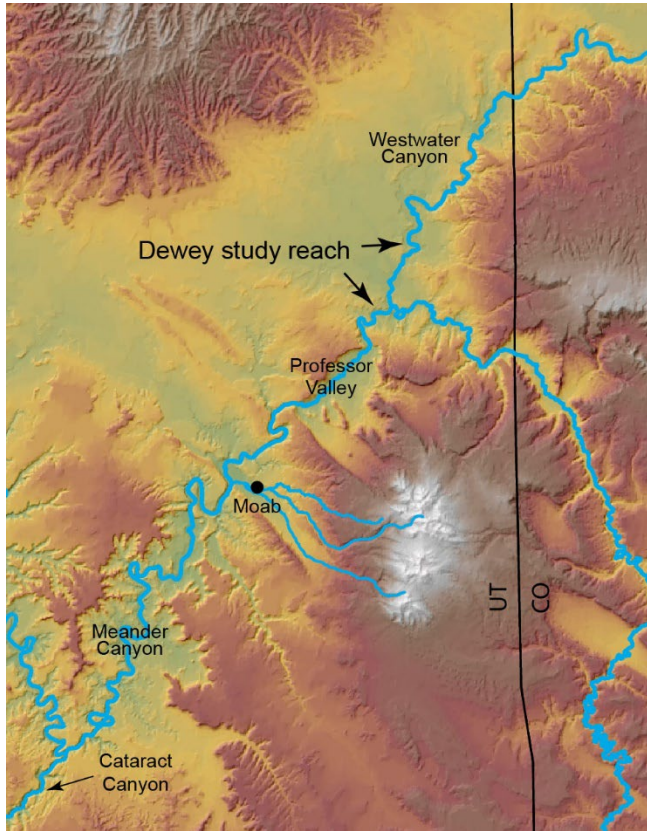 Westwater
Canyon
Dewey study reach
Professor
Valley
Moab
UT
CO
Meander
Canyon
Cataract
Canyon